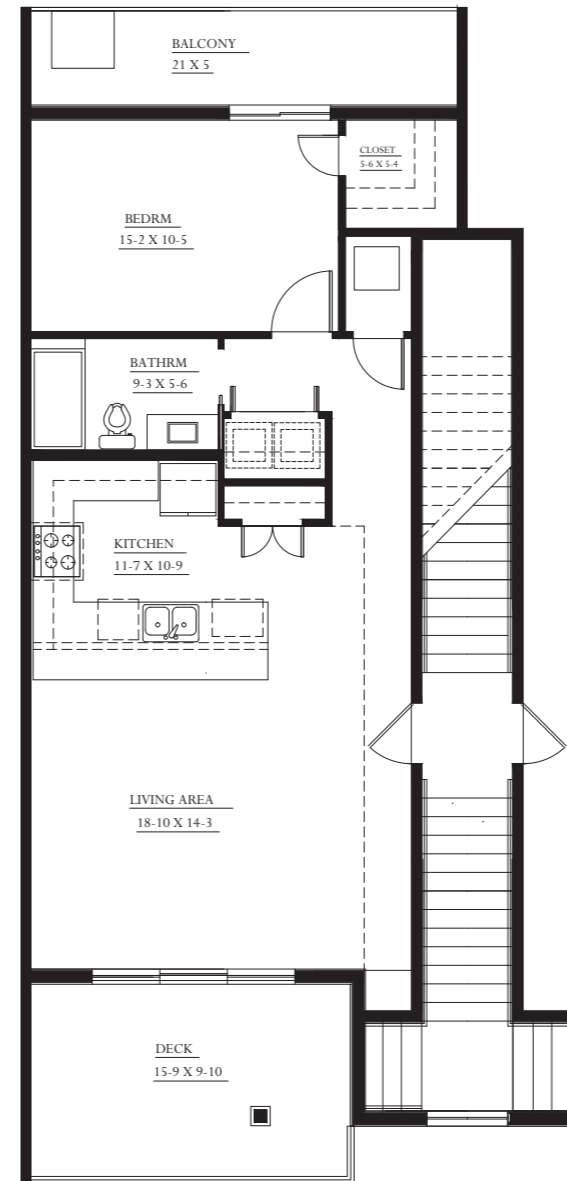 BALCONY
21 X 5
CLOSET
5-6 X 5-4
BEDRM
15-2 X 10-5
BATHRM
9-3 X 5-6
KITCHEN
11-7 X 10-9
LIVING AREA
18-10 X 14-3
DECK
15-9 X 9-10